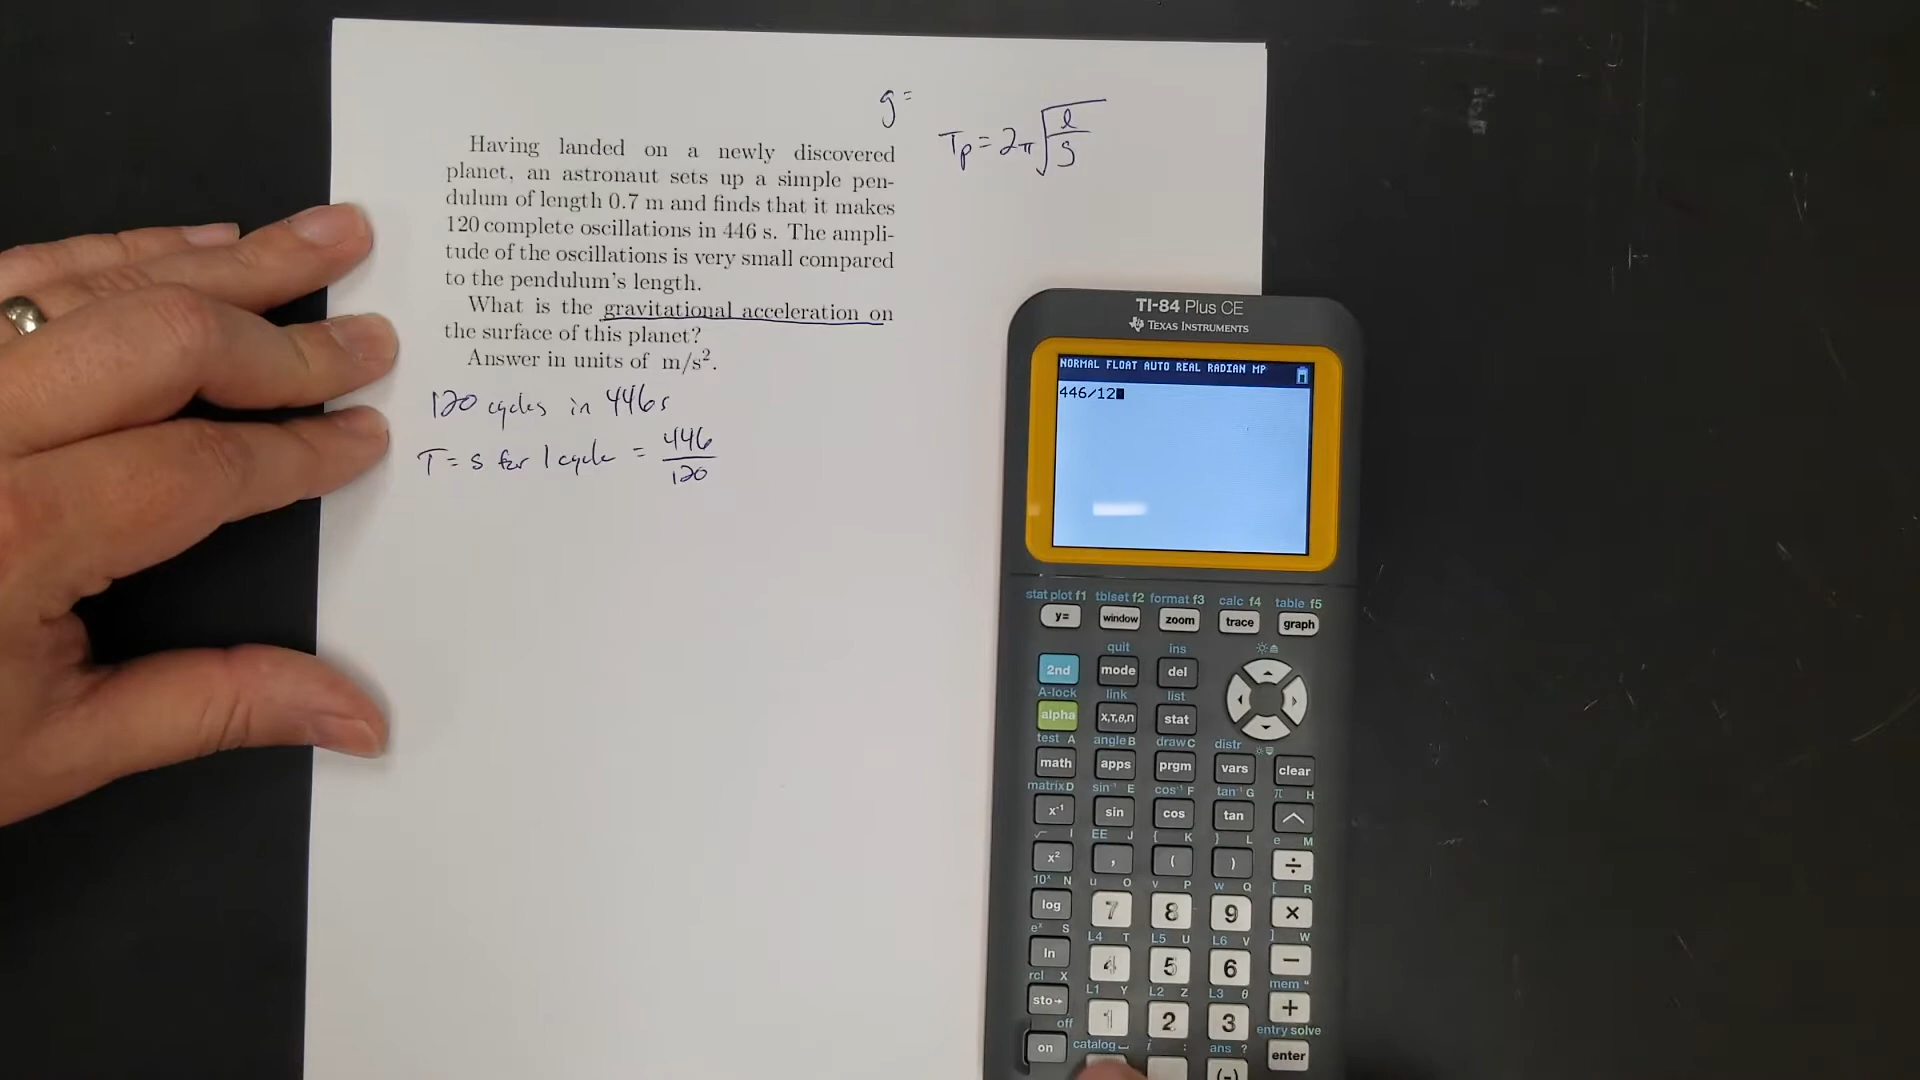 g=
T_p = 2π√(l/g)
Having landed on a newly discovered
planet, an astronaut sets up a simple pen-
dulum of length 0.7 m and finds that it makes
120 complete oscillations in 446 s. The ampli-
tude of the oscillations is very small compared
to the pendulum's length.
What is the gravitational acceleration on
the surface of this planet?
Answer in units of m/s².
120 cycles in 446s
T = s for 1 cycle = 446/120
TI-84 Plus CE
TEXAS INSTRUMENTS
NORMAL FLOAT AUTO REAL RADIAN MP
446/12
stat plot f1 tblset f2 format f3 calc f4 table f5
y= window zoom trace graph
quit ins
2nd mode del
A-lock link list
alpha X,T,θ,n stat
test A angle B draw C distr
math apps prgm vars clear
matrix D sin⁻¹ E cos⁻¹ F tan⁻¹ G π H
x⁻¹ sin cos tan ^
√ I EE J { K } L e M
x² , ( ) ÷
10ˣ N u O v P w Q [ R
log 7 8 9 ×
eˣ S L4 T L5 U L6 V ] W
ln 4 5 6 −
rcl X L1 Y L2 Z L3 θ mem "
sto→ 1 2 3 +
off catalog i : ans ? entry solve
on (-) enter